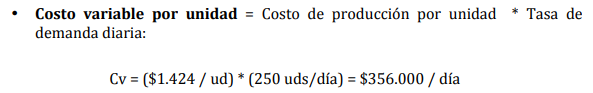 • Costo variable por unidad = Costo de producción por unidad * Tasa de
demanda diaria:
Cv = ($1.424 / ud) * (250 uds/día) = $356.000 / día